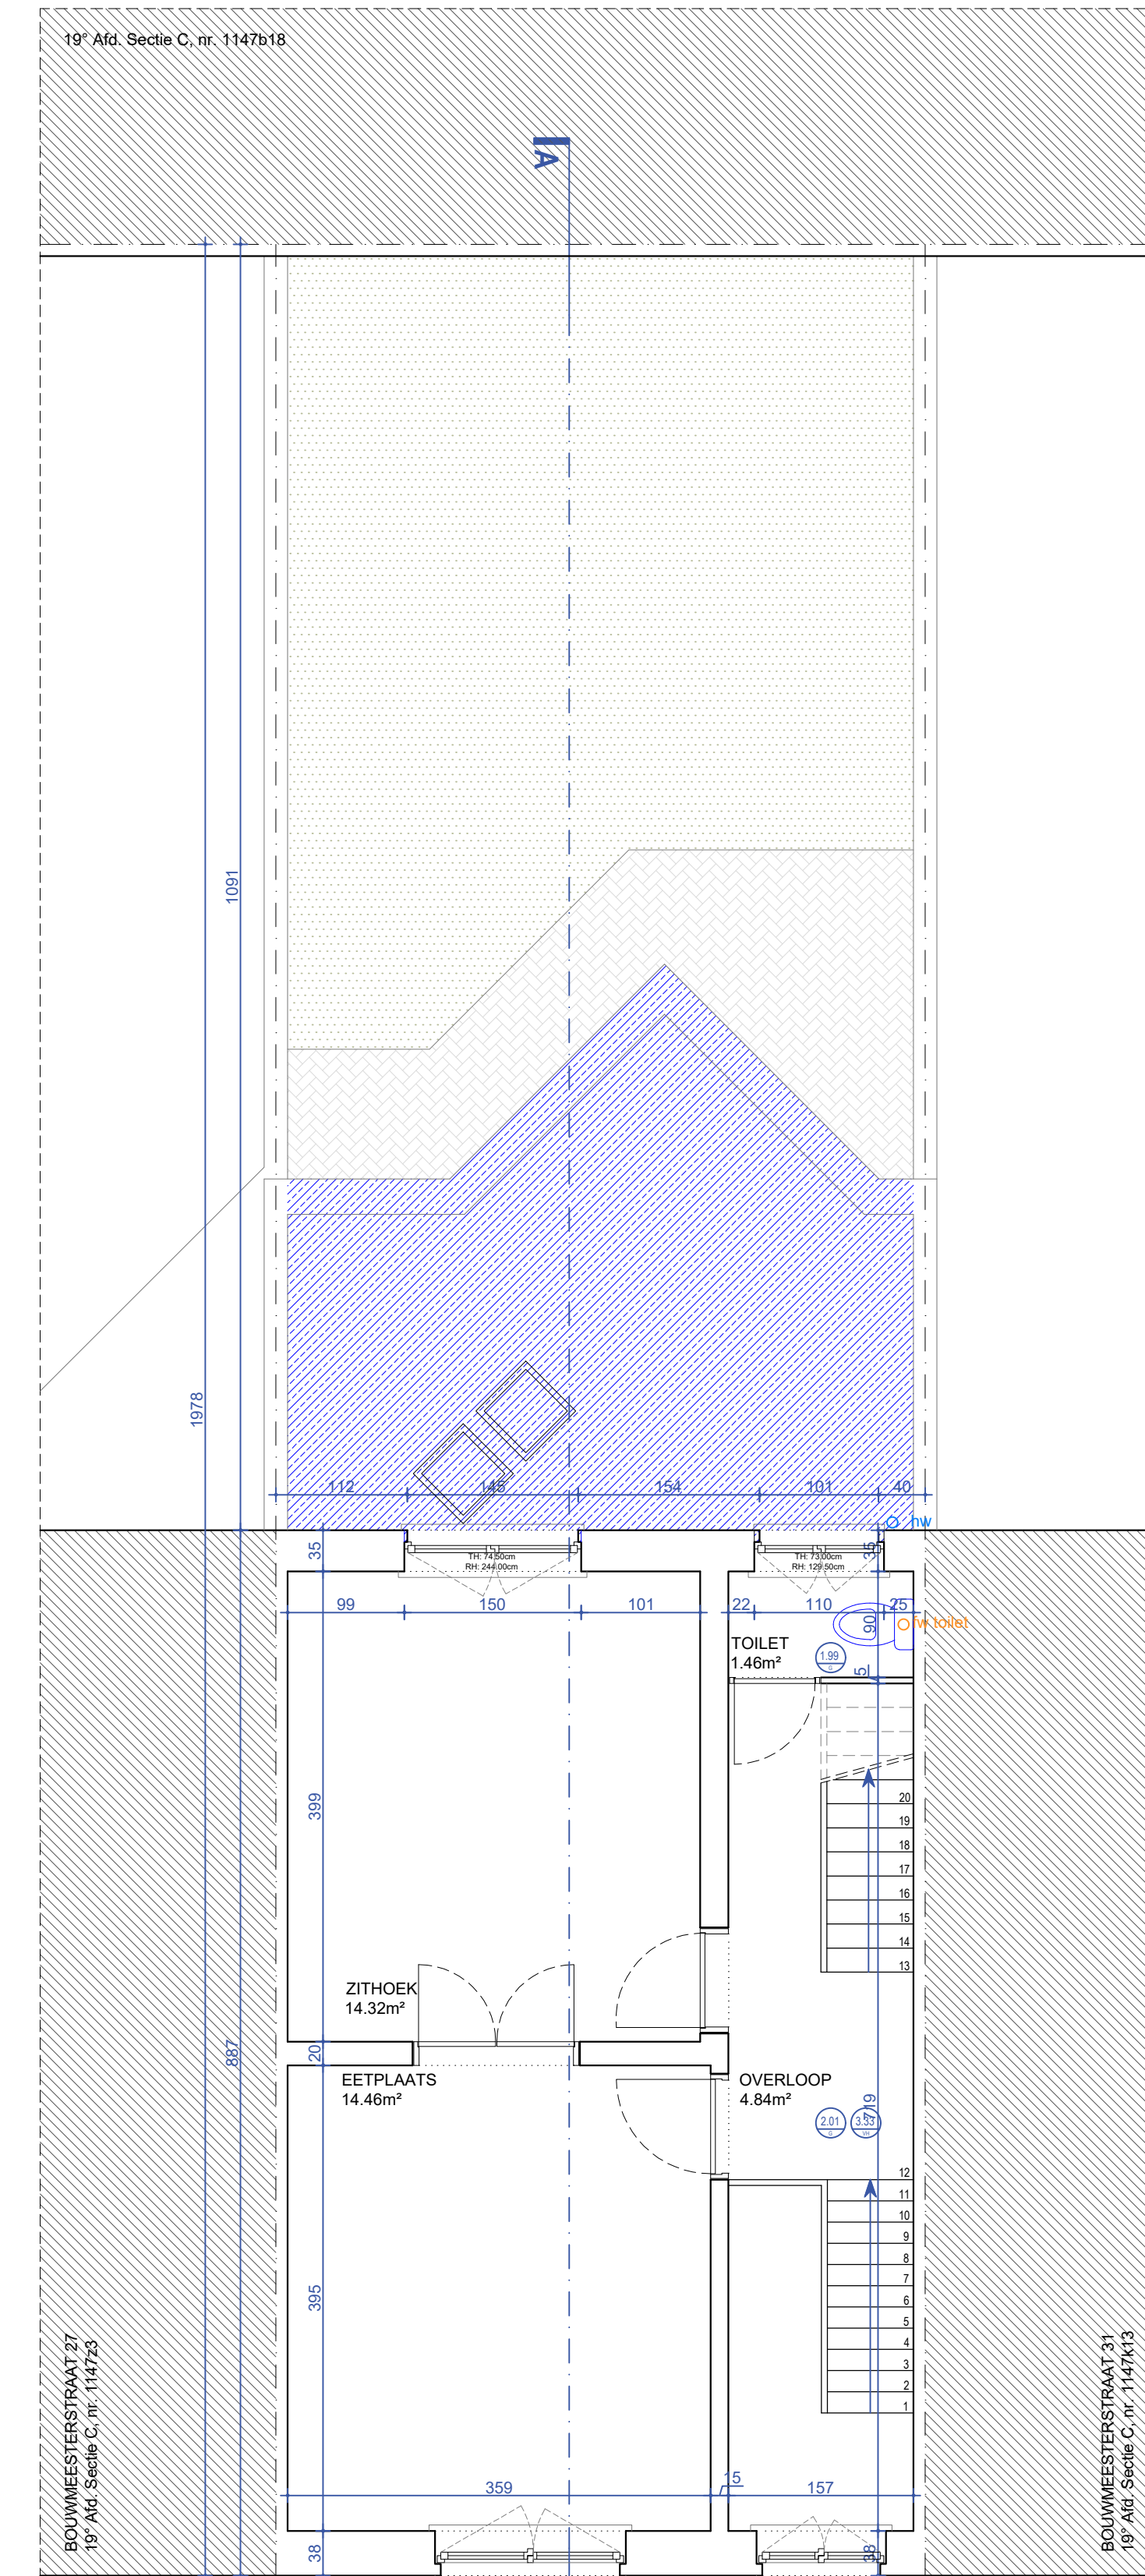 19° Afd. Sectie C, nr. 1147b18
A
1091
1978
112
145
154
101
40
hw
35
TH: 74.50cm
RH: 244.00cm
TH: 73.00cm
RH: 129.50cm
35
99
150
101
22
110
25
90
fw toilet
TOILET
1.46m²
1.99
G
5
399
20
19
18
17
16
15
14
13
ZITHOEK
14.32m²
887
20
EETPLAATS
14.46m²
OVERLOOP
4.84m²
719
2.01
G
3.33
VH
12
11
10
9
8
7
6
5
4
3
2
1
395
BOUWMEESTERSTRAAT 27
19° Afd. Sectie C, nr. 1147z3
BOUWMEESTERSTRAAT 31
19° Afd. Sectie C, nr. 1147k13
359
15
157
38
38